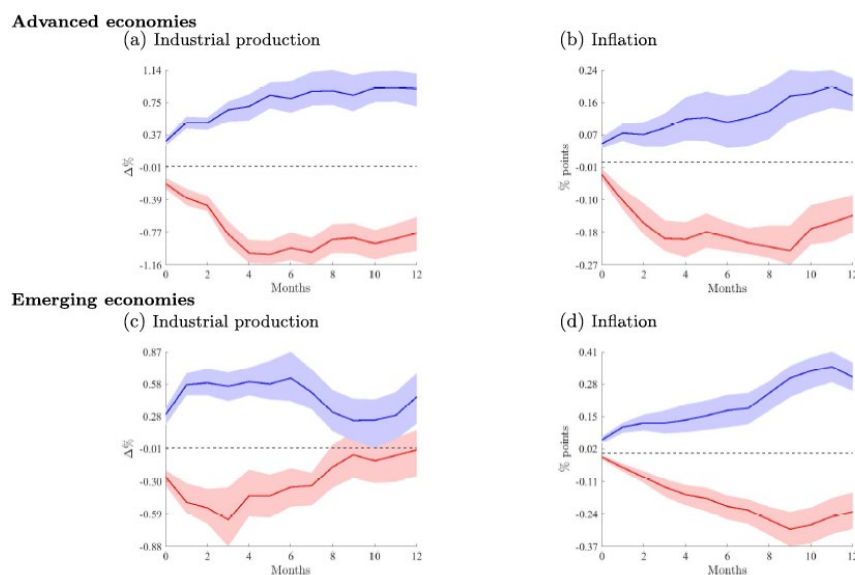 Advanced economies
(a) Industrial production
1.14
0.75
0.37
-0.01
-0.39
-0.77
-1.16
Δ%
0 2 4 6 8 10 12
Months
(b) Inflation
0.24
0.16
0.07
-0.01
-0.10
-0.18
-0.27
% points
0 2 4 6 8 10 12
Months
Emerging economies
(c) Industrial production
0.87
0.58
0.28
-0.01
-0.30
-0.59
-0.88
Δ%
0 2 4 6 8 10 12
Months
(d) Inflation
0.41
0.28
0.15
0.02
-0.11
-0.24
-0.37
% points
0 2 4 6 8 10 12
Months